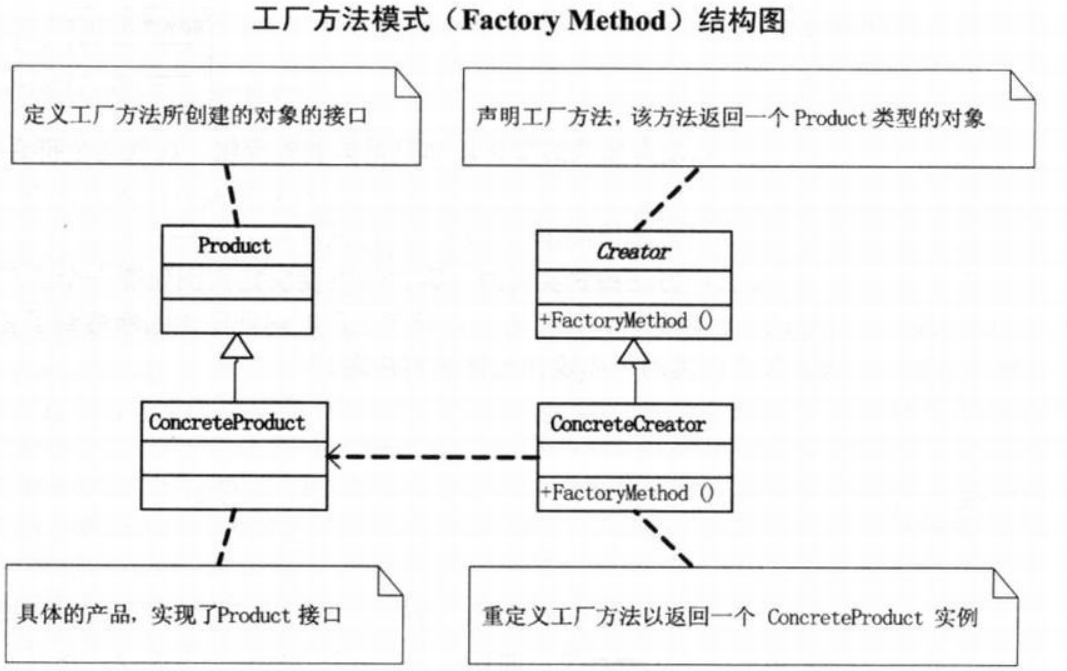 工厂方法模式（Factory Method）结构图
定义工厂方法所创建的对象的接口
声明工厂方法，该方法返回一个 Product 类型的对象
Product
Creator
+FactoryMethod ()
ConcreteProduct
ConcreteCreator
+FactoryMethod ()
具体的产品，实现了Product 接口
重定义工厂方法以返回一个 ConcreteProduct 实例